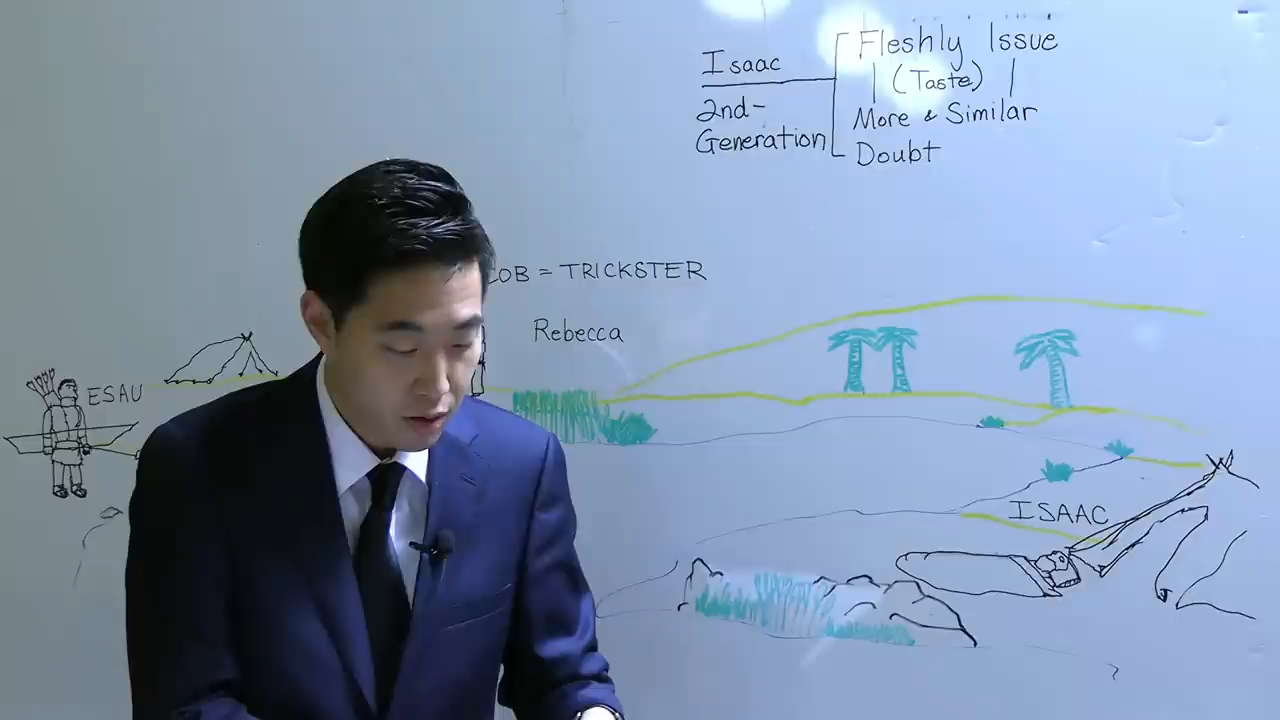 Isaac
2nd-
Generation
Fleshly Issue
(Taste)
More & Similar
Doubt
OB = TRICKSTER
Rebecca
ESAU
ISAAC